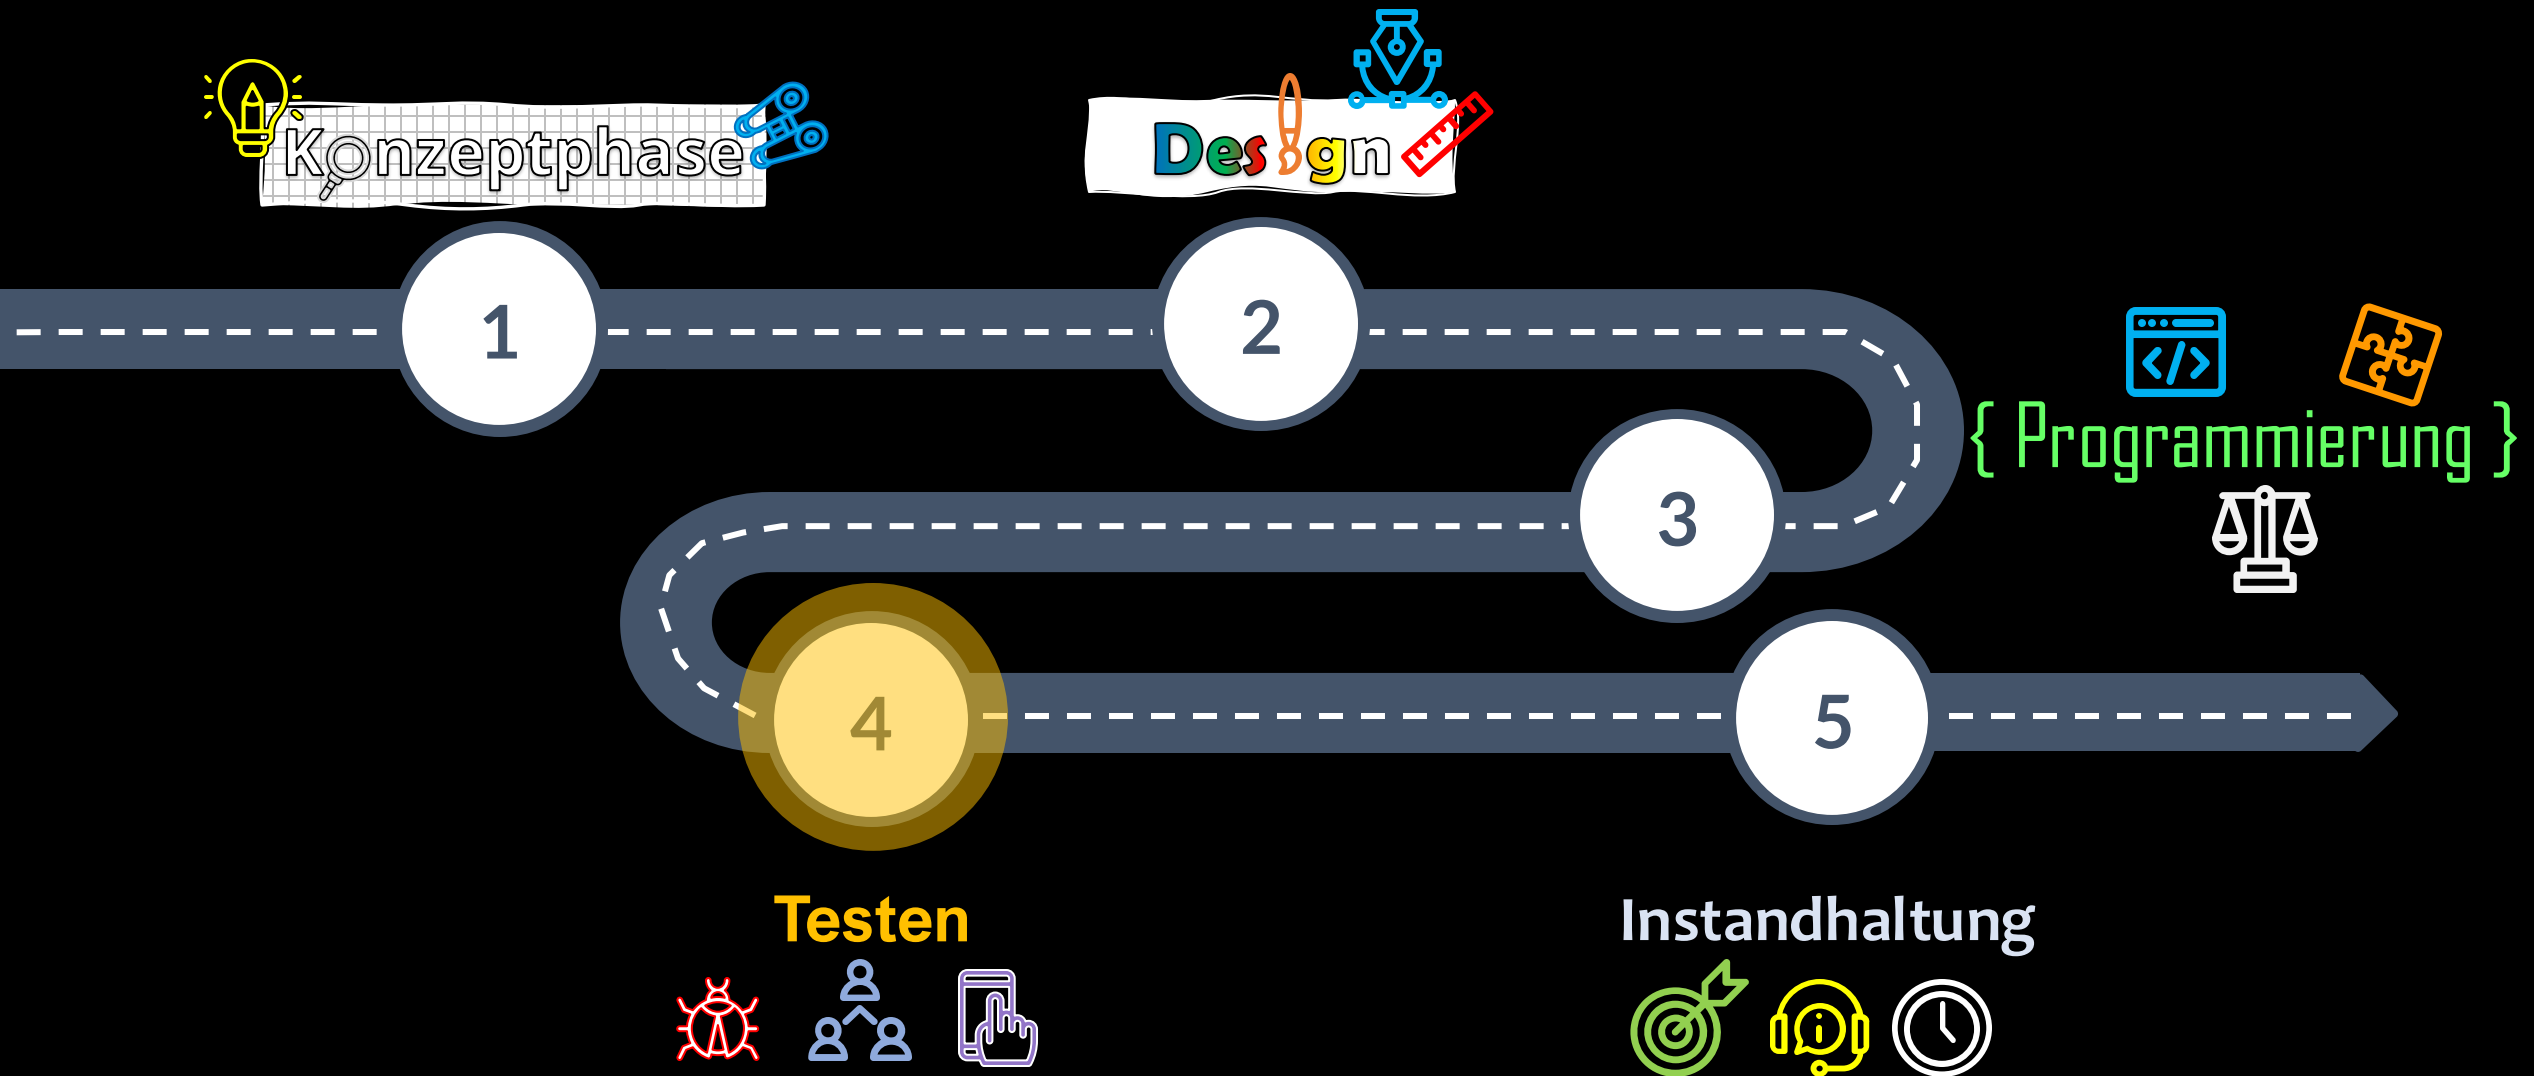 Konzeptphase
Design
1
2
{ Programmierung }
3
4
5
Testen
Instandhaltung